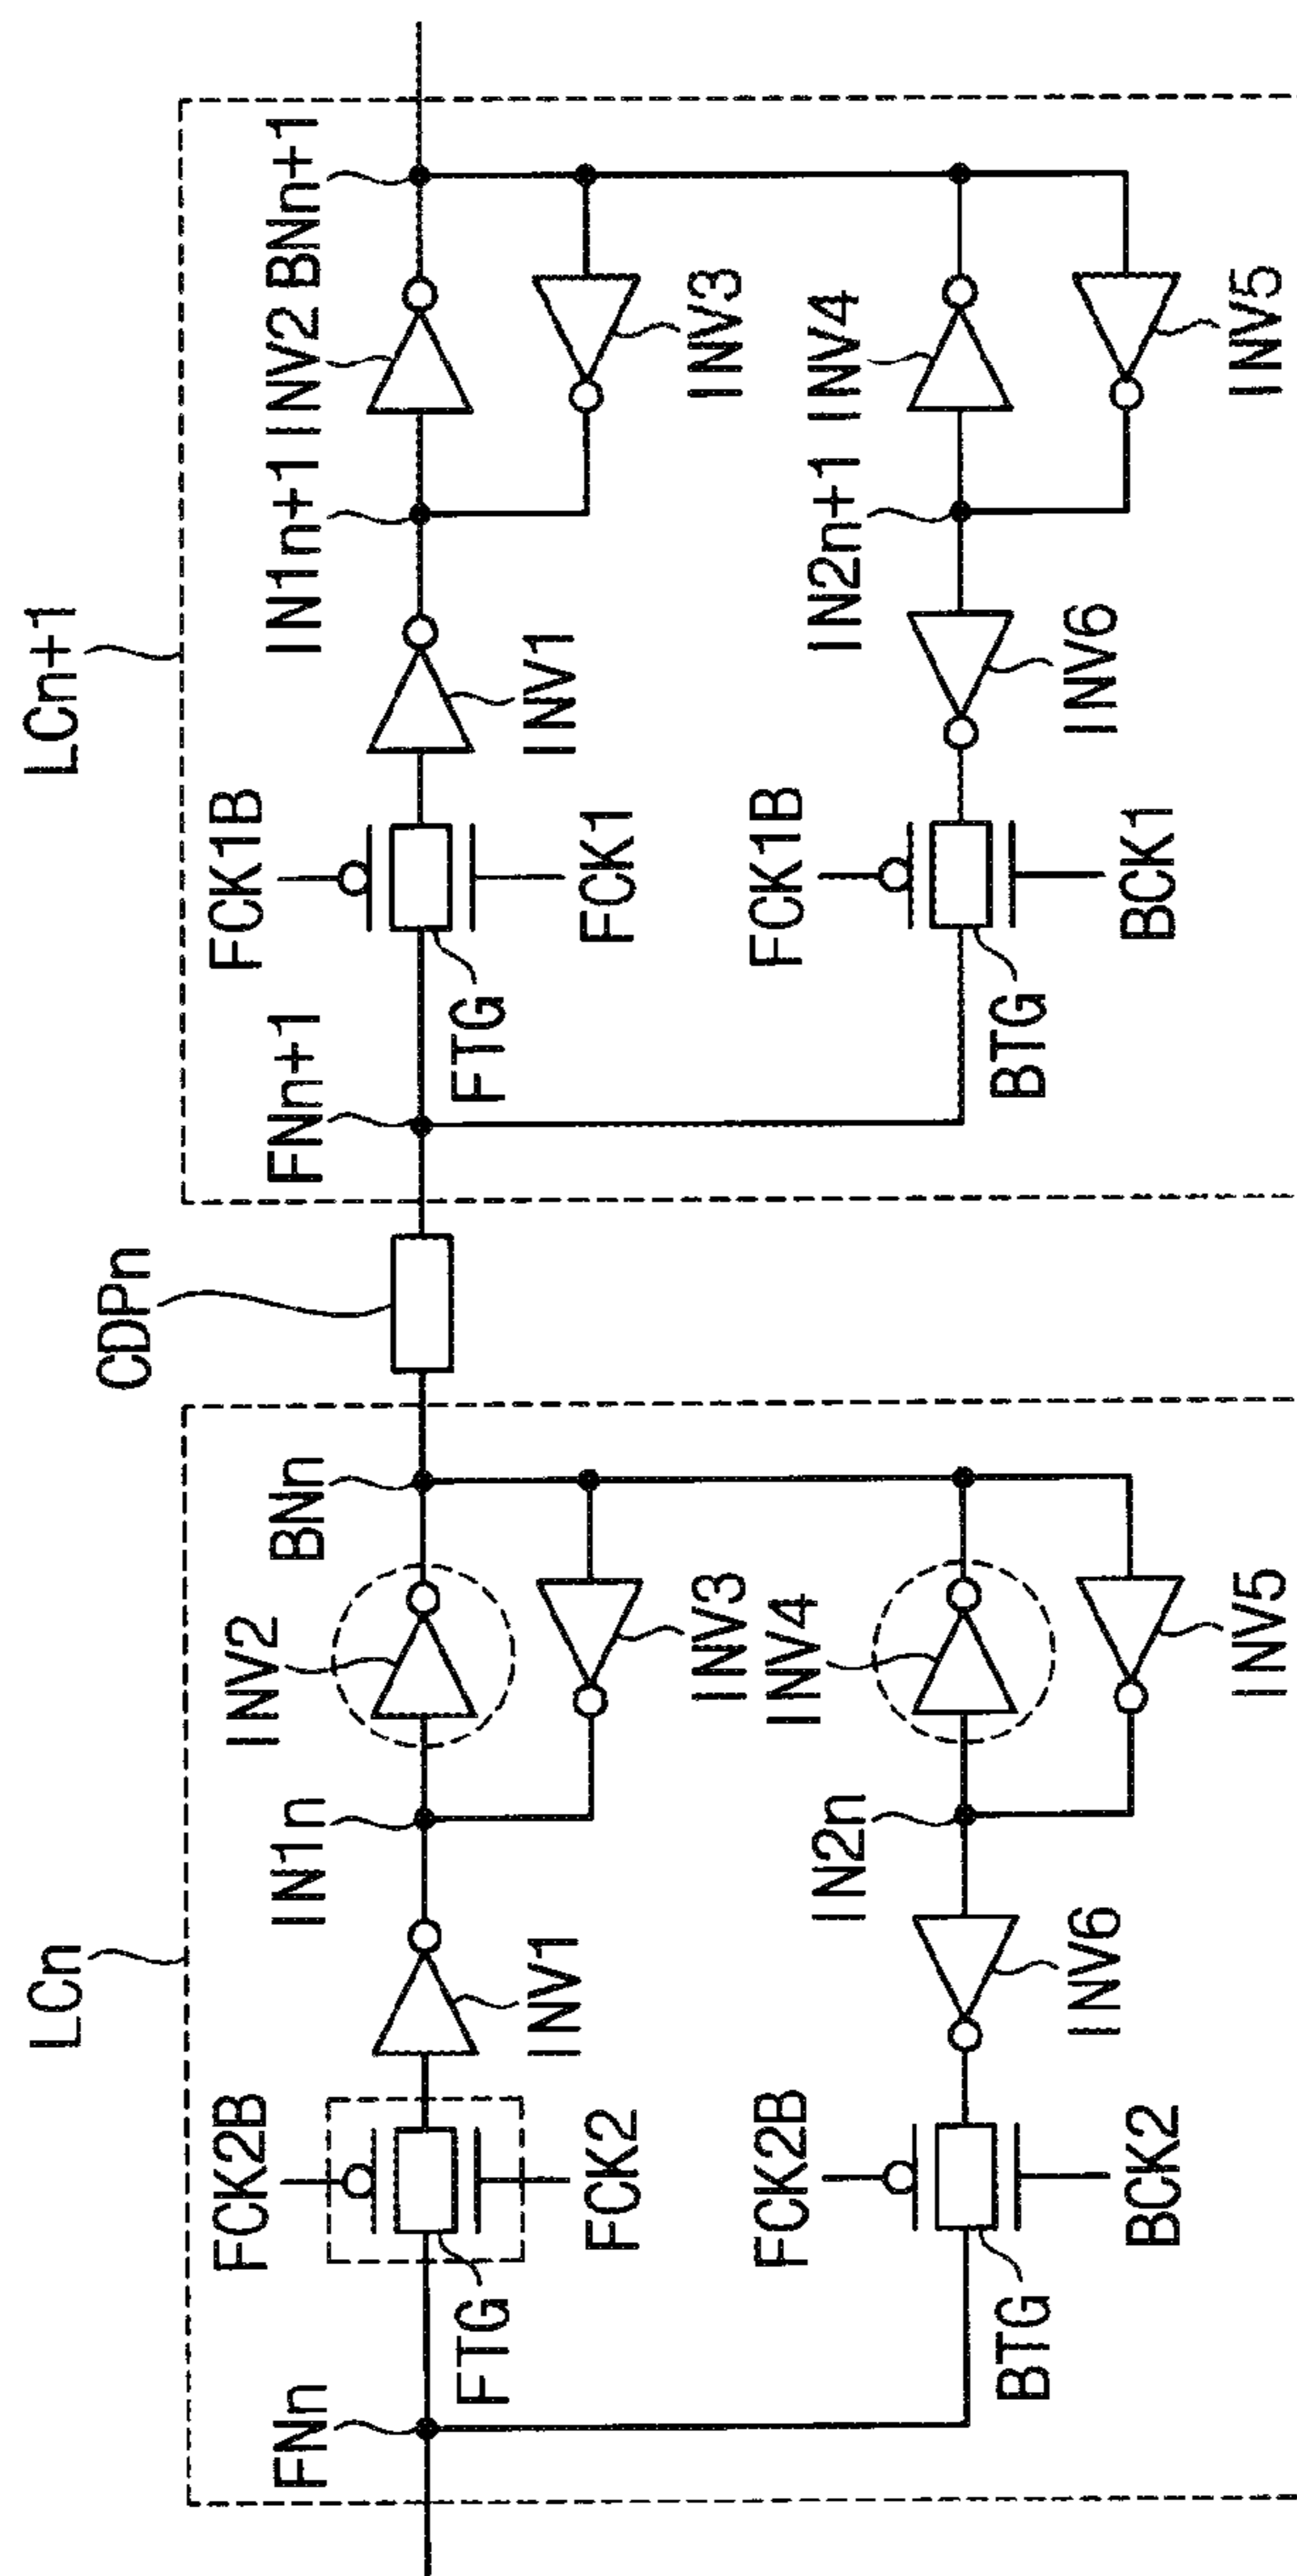 LCn
CDPn
LCn+1
FNn
FCK2B
FTG
FCK2
INV1
IN1n
INV2
BNn
INV3
FCK2B
BTG
BCK2
INV6
IN2n
INV4
INV5
FNn+1
FCK1B
FTG
FCK1
INV1
IN1n+1
INV2
BNn+1
INV3
FCK1B
BTG
BCK1
INV6
IN2n+1
INV4
INV5